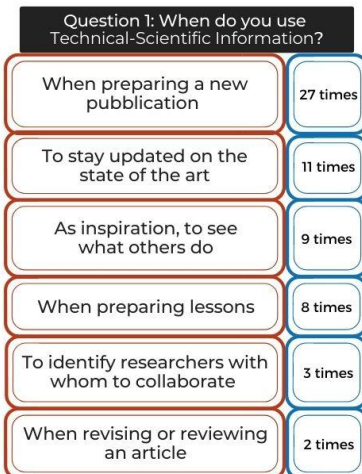 Question 1: When do you use
Technical-Scientific Information?
When preparing a new
pubblication
27 times
To stay updated on the
state of the art
11 times
As inspiration, to see
what others do
9 times
When preparing lessons
8 times
To identify researchers with
whom to collaborate
3 times
When revising or reviewing
an article
2 times